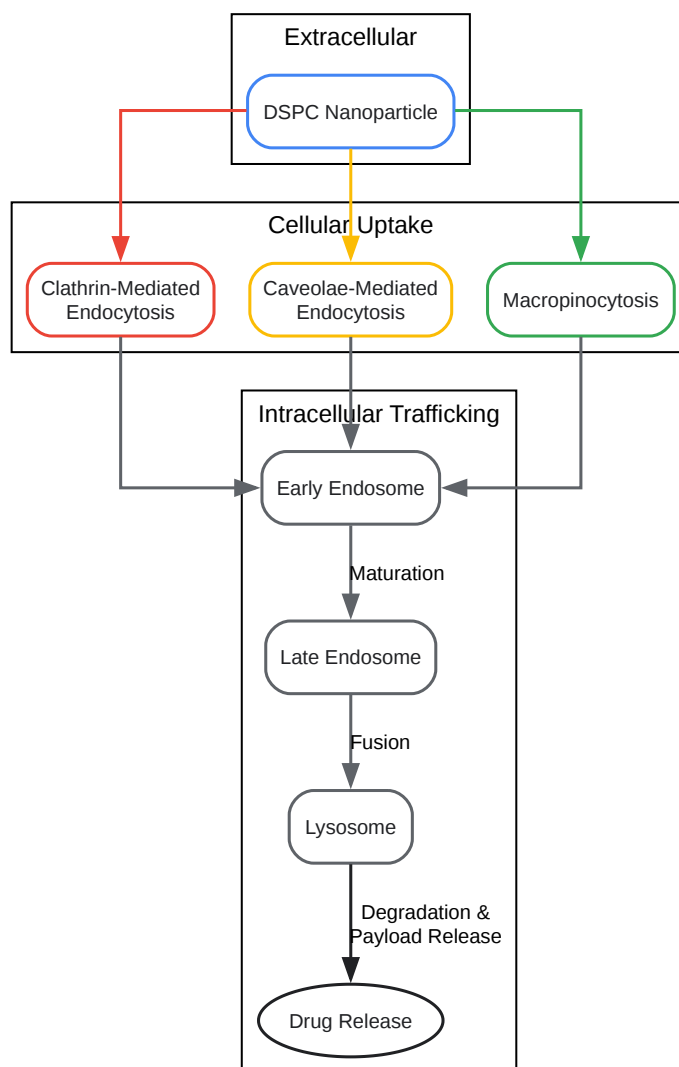 Extracellular
DSPC Nanoparticle
Cellular Uptake
Clathrin-Mediated
Endocytosis
Caveolae-Mediated
Endocytosis
Macropinocytosis
Intracellular Trafficking
Early Endosome
Maturation
Late Endosome
Fusion
Lysosome
Degradation &
Payload Release
Drug Release